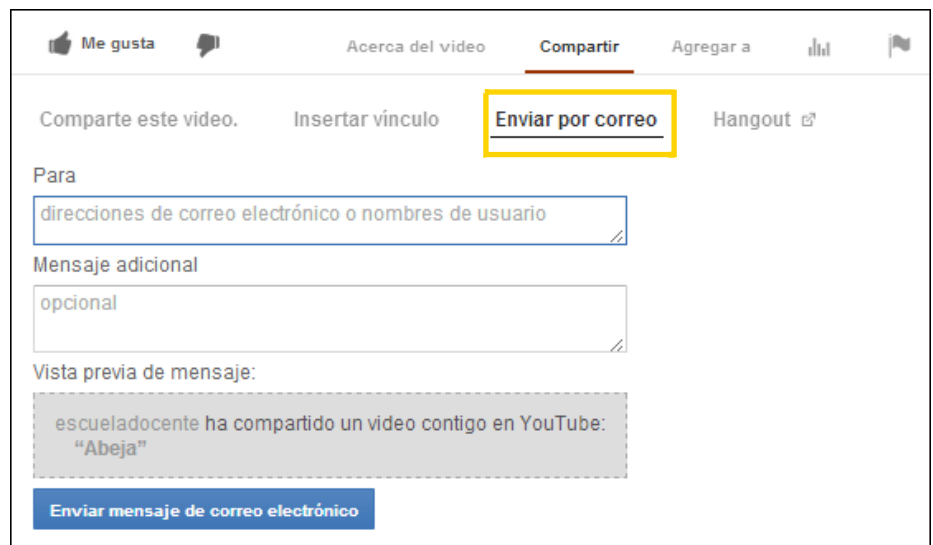 Me gusta Acerca del video Compartir Agregar a
Comparte este video. Insertar vínculo Enviar por correo Hangout
Para
direcciones de correo electrónico o nombres de usuario
Mensaje adicional
opcional
Vista previa de mensaje:
escueladocente ha compartido un video contigo en YouTube:
“Abeja”
Enviar mensaje de correo electrónico